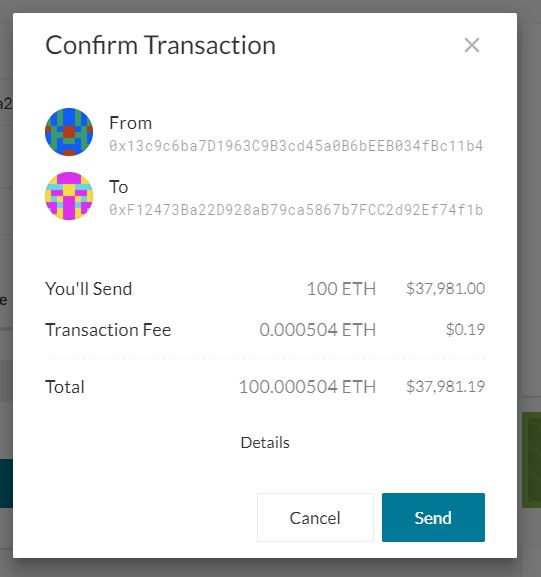 Confirm Transaction
From
0x13c9c6ba7D1963C9B3cd45a0B6bEEB034fBc11b4
To
0xF12473Ba22D928aB79ca5867b7FCC2d92Ef74f1b
You'll Send 100 ETH $37,981.00
Transaction Fee 0.000504 ETH $0.19
Total 100.000504 ETH $37,981.19
Details
Cancel Send